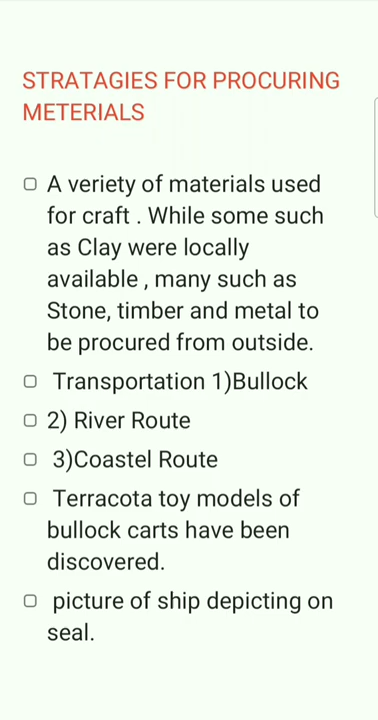 STRATAGIES FOR PROCURING
METERIALS
A veriety of materials used
for craft . While some such
as Clay were locally
available , many such as
Stone, timber and metal to
be procured from outside.
Transportation 1)Bullock
2) River Route
3)Coastel Route
Terracota toy models of
bullock carts have been
discovered.
picture of ship depicting on
seal.